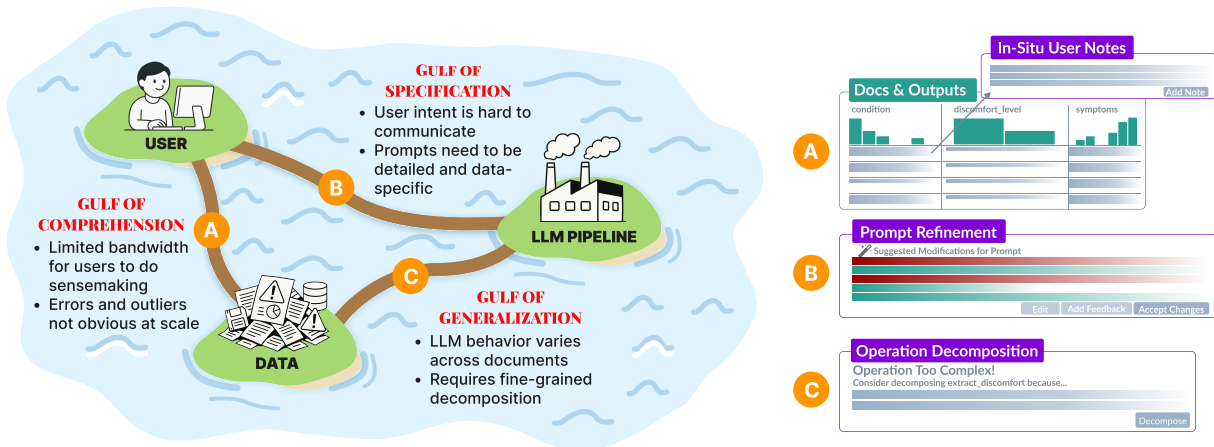 GULF OF
SPECIFICATION
• User intent is hard to
communicate
• Prompts need to be
detailed and data-
specific
USER
B
GULF OF
COMPREHENSION
• Limited bandwidth
for users to do
sensemaking
• Errors and outliers
not obvious at scale
A
LLM PIPELINE
C
DATA
GULF OF
GENERALIZATION
• LLM behavior varies
across documents
• Requires fine-grained
decomposition
A
In-Situ User Notes
Add Note
Docs & Outputs
condition
discomfort_level
symptoms
B
Prompt Refinement
Suggested Modifications for Prompt
Edit
Add Feedback
Accept Changes
C
Operation Decomposition
Operation Too Complex!
Consider decomposing extract_discomfort because...
Decompose